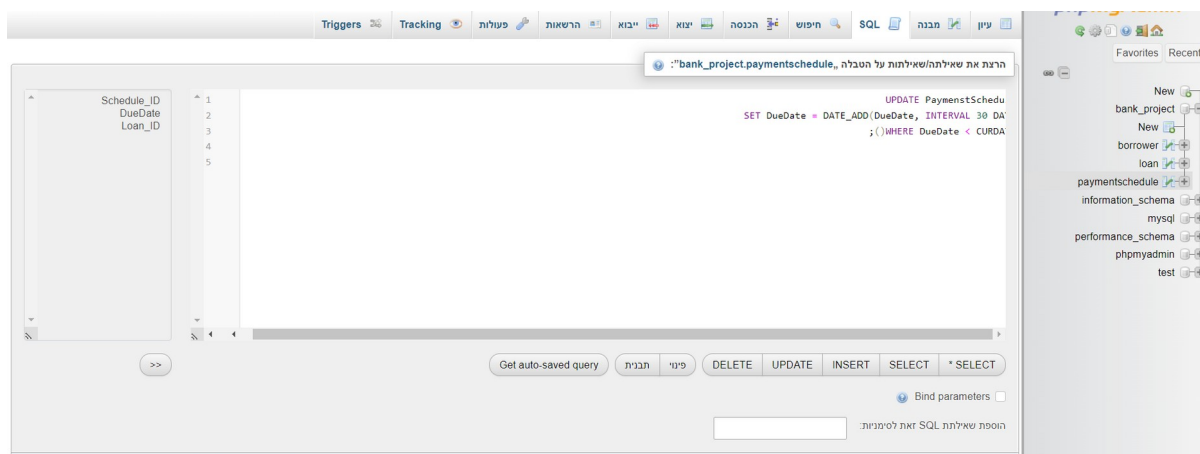 עיון
מבנה
SQL
חיפוש
הכנסה
יצוא
ייבוא
הרשאות
פעולות
Tracking
Triggers
הרצת את שאילתה/שאילתות על הטבלה „bank_project.paymentschedule”:
UPDATE PaymenstSchedu
SET DueDate = DATE_ADD(DueDate, INTERVAL 30 DA
WHERE DueDate < CURDA();
1
2
3
4
5
Schedule_ID
DueDate
Loan_ID
SELECT *
SELECT
INSERT
UPDATE
DELETE
פינוי
תבנית
Get auto-saved query
<<
Bind parameters
הוספת שאילתת SQL זאת לסימניות:
Recent
Favorites
New
bank_project
New
borrower
loan
paymentschedule
information_schema
mysql
performance_schema
phpmyadmin
test